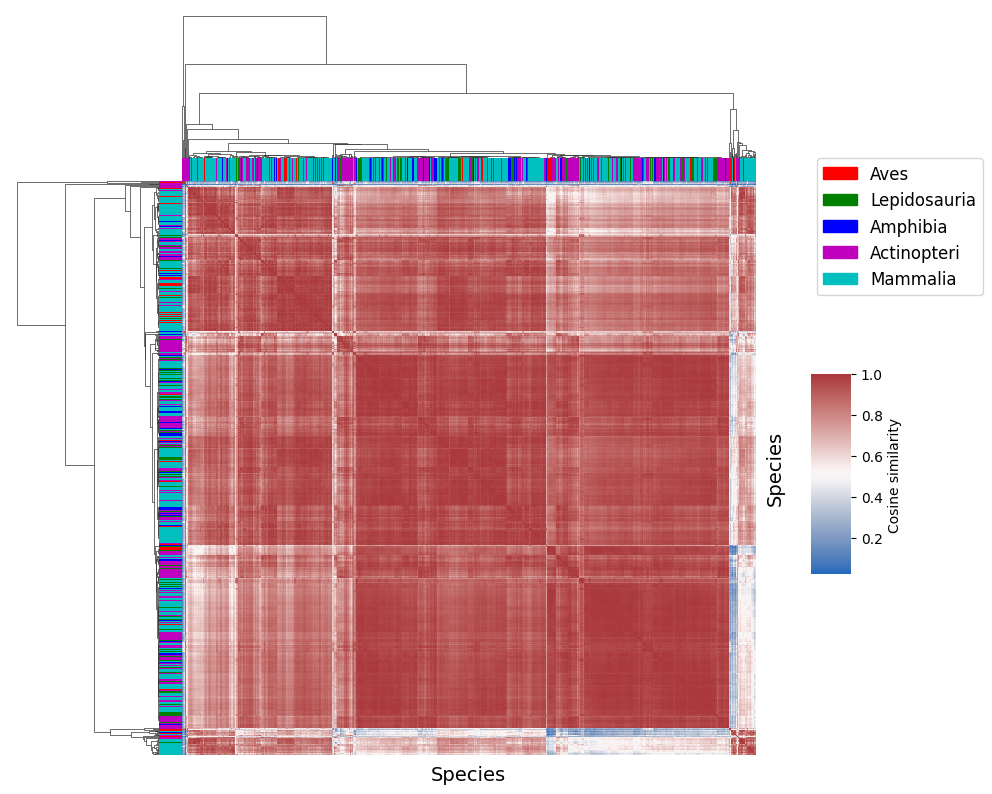 Aves
Lepidosauria
Amphibia
Actinopteri
Mammalia
1.0
0.8
0.6
0.4
0.2
Cosine similarity
Species
Species